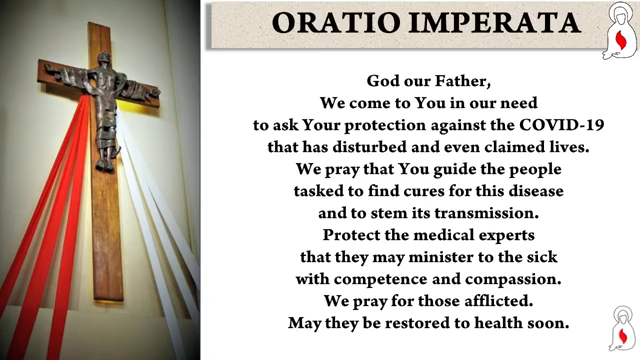 ORATIO IMPERATA
God our Father,
We come to You in our need
to ask Your protection against the COVID-19
that has disturbed and even claimed lives.
We pray that You guide the people
tasked to find cures for this disease
and to stem its transmission.
Protect the medical experts
that they may minister to the sick
with competence and compassion.
We pray for those afflicted.
May they be restored to health soon.